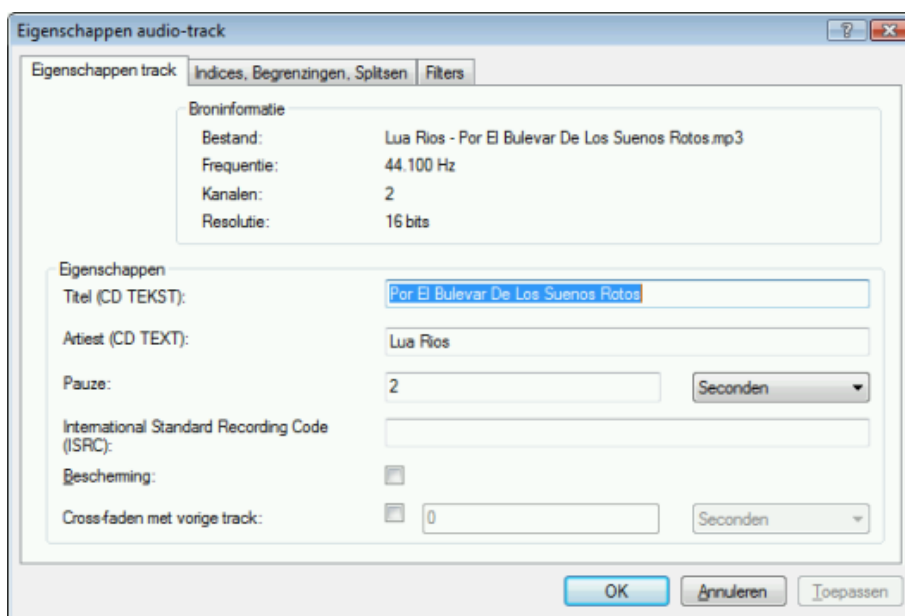 Eigenschappen audio-track
Eigenschappen track Indices, Begrenzingen, Splitsen Filters
Broninformatie
Bestand: Lua Rios - Por El Bulevar De Los Suenos Rotos.mp3
Frequentie: 44.100 Hz
Kanalen: 2
Resolutie: 16 bits
Eigenschappen
Titel (CD TEKST): Por El Bulevar De Los Suenos Rotos
Artiest (CD TEXT): Lua Rios
Pauze: 2 Seconden
International Standard Recording Code
(ISRC):
Bescherming:
Cross-faden met vorige track: 0 Seconden
OK Annuleren Toepassen